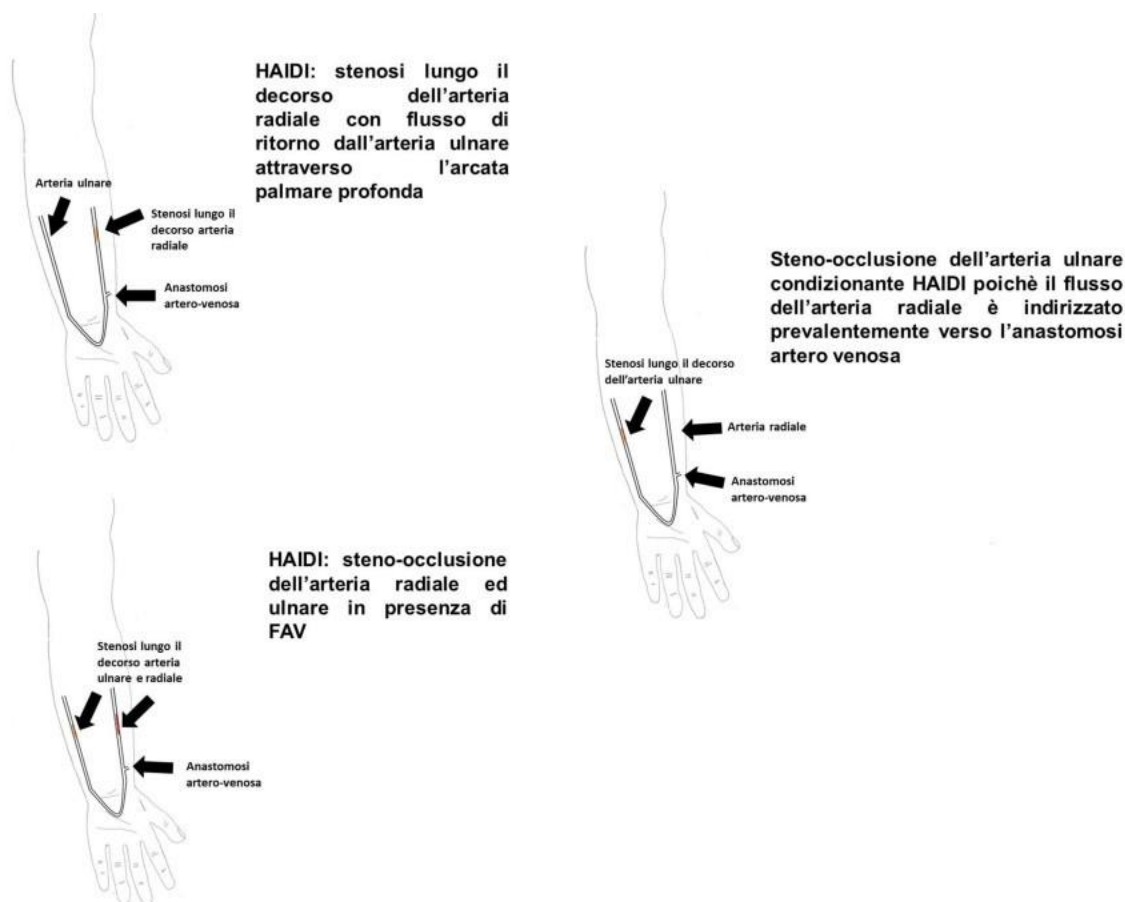 HAIDI: stenosi lungo il
decorso dell’arteria
radiale con flusso di
ritorno dall’arteria ulnare
attraverso l’arcata
palmare profonda
Arteria ulnare
Stenosi lungo il
decorso arteria
radiale
Anastomosi
artero-venosa
Steno-occlusione dell’arteria ulnare
condizionante HAIDI poichè il flusso
dell’arteria radiale è indirizzato
prevalentemente verso l’anastomosi
artero venosa
Stenosi lungo il decorso
dell’arteria ulnare
Arteria radiale
Anastomosi
artero-venosa
HAIDI: steno-occlusione
dell’arteria radiale ed
ulnare in presenza di
FAV
Stenosi lungo il
decorso arteria
ulnare e radiale
Anastomosi
artero-venosa